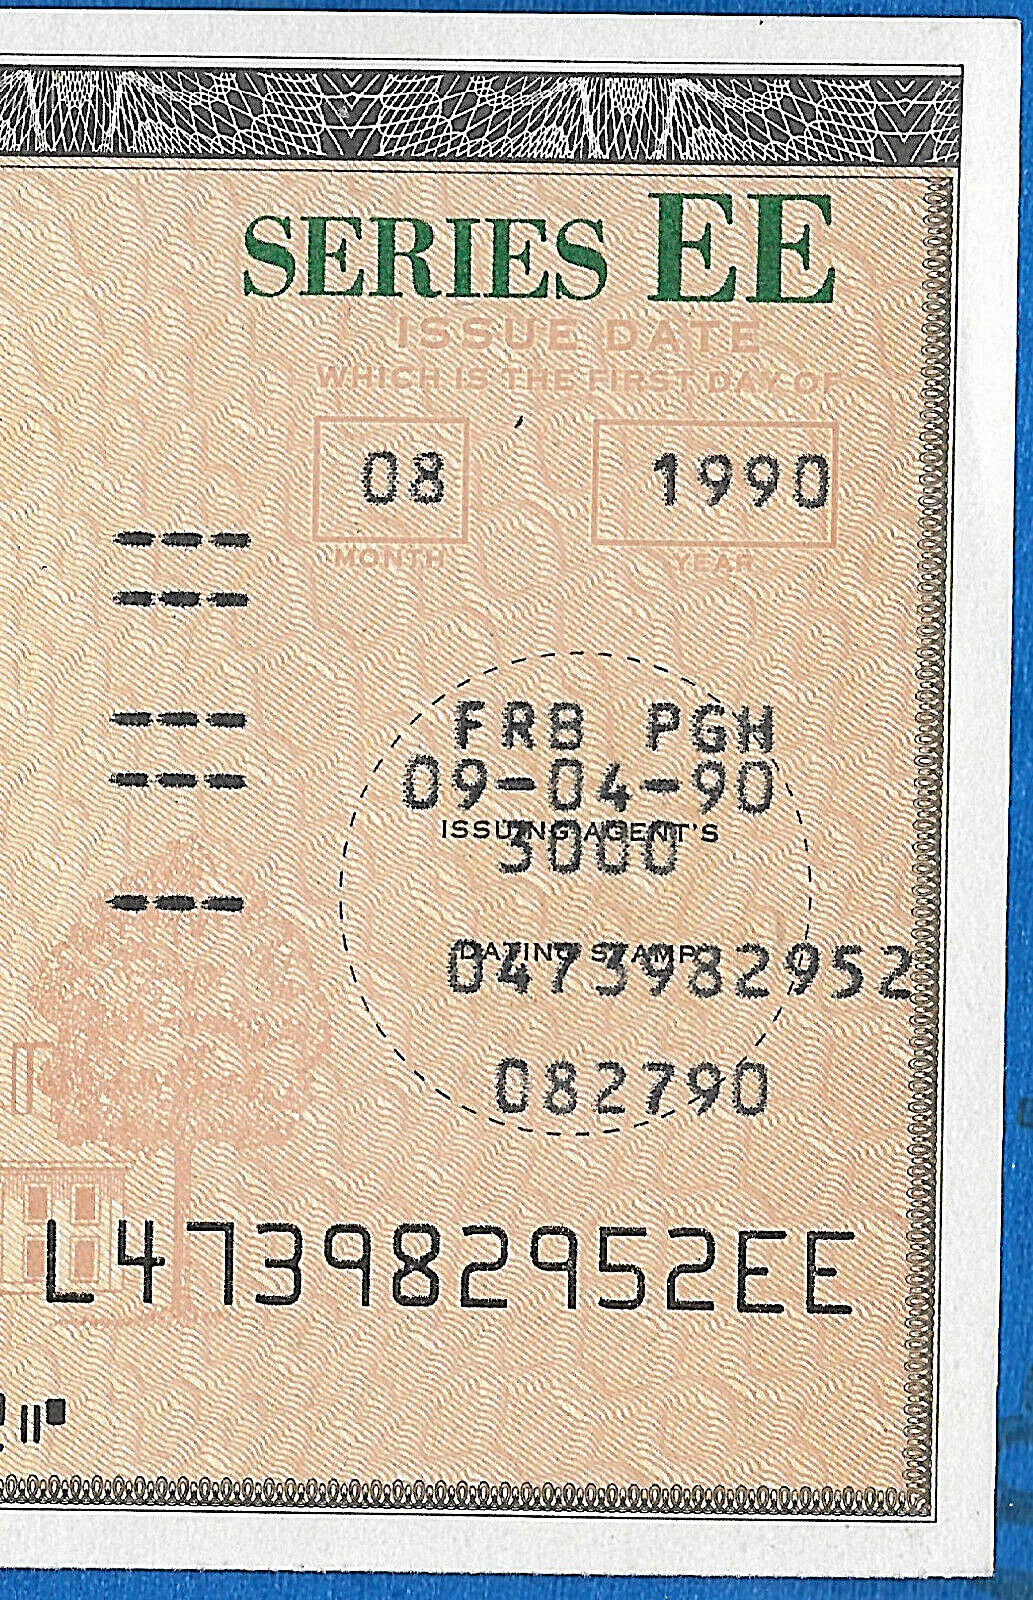 SERIES EE
ISSUE DATE
WHICH IS THE FIRST DAY OF
08 1990
MONTH YEAR
---
---
FRB PGH
---
09-04-90
---
ISSUING AGENT'S
3000
---
DATING STAMP
0473982952
082790
L473982952EE